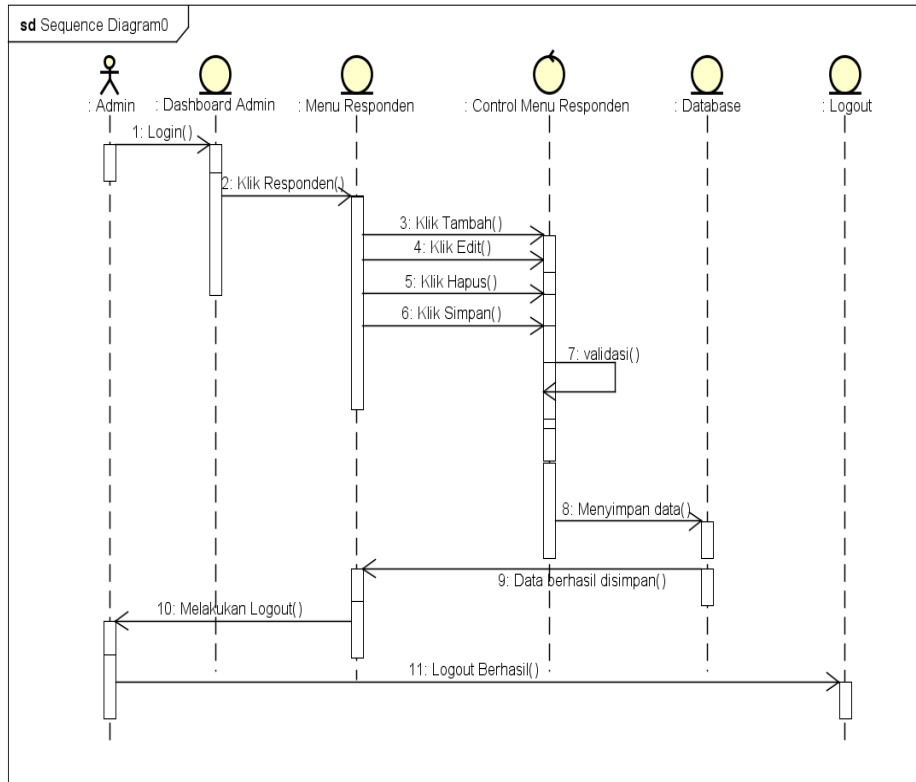 sd Sequence Diagram0
: Admin
: Dashboard Admin
: Menu Responden
: Control Menu Responden
: Database
: Logout
1: Login()
2: Klik Responden()
3: Klik Tambah()
4: Klik Edit()
5: Klik Hapus()
6: Klik Simpan()
7: validasi()
8: Menyimpan data()
9: Data berhasil disimpan()
10: Melakukan Logout()
11: Logout Berhasil()